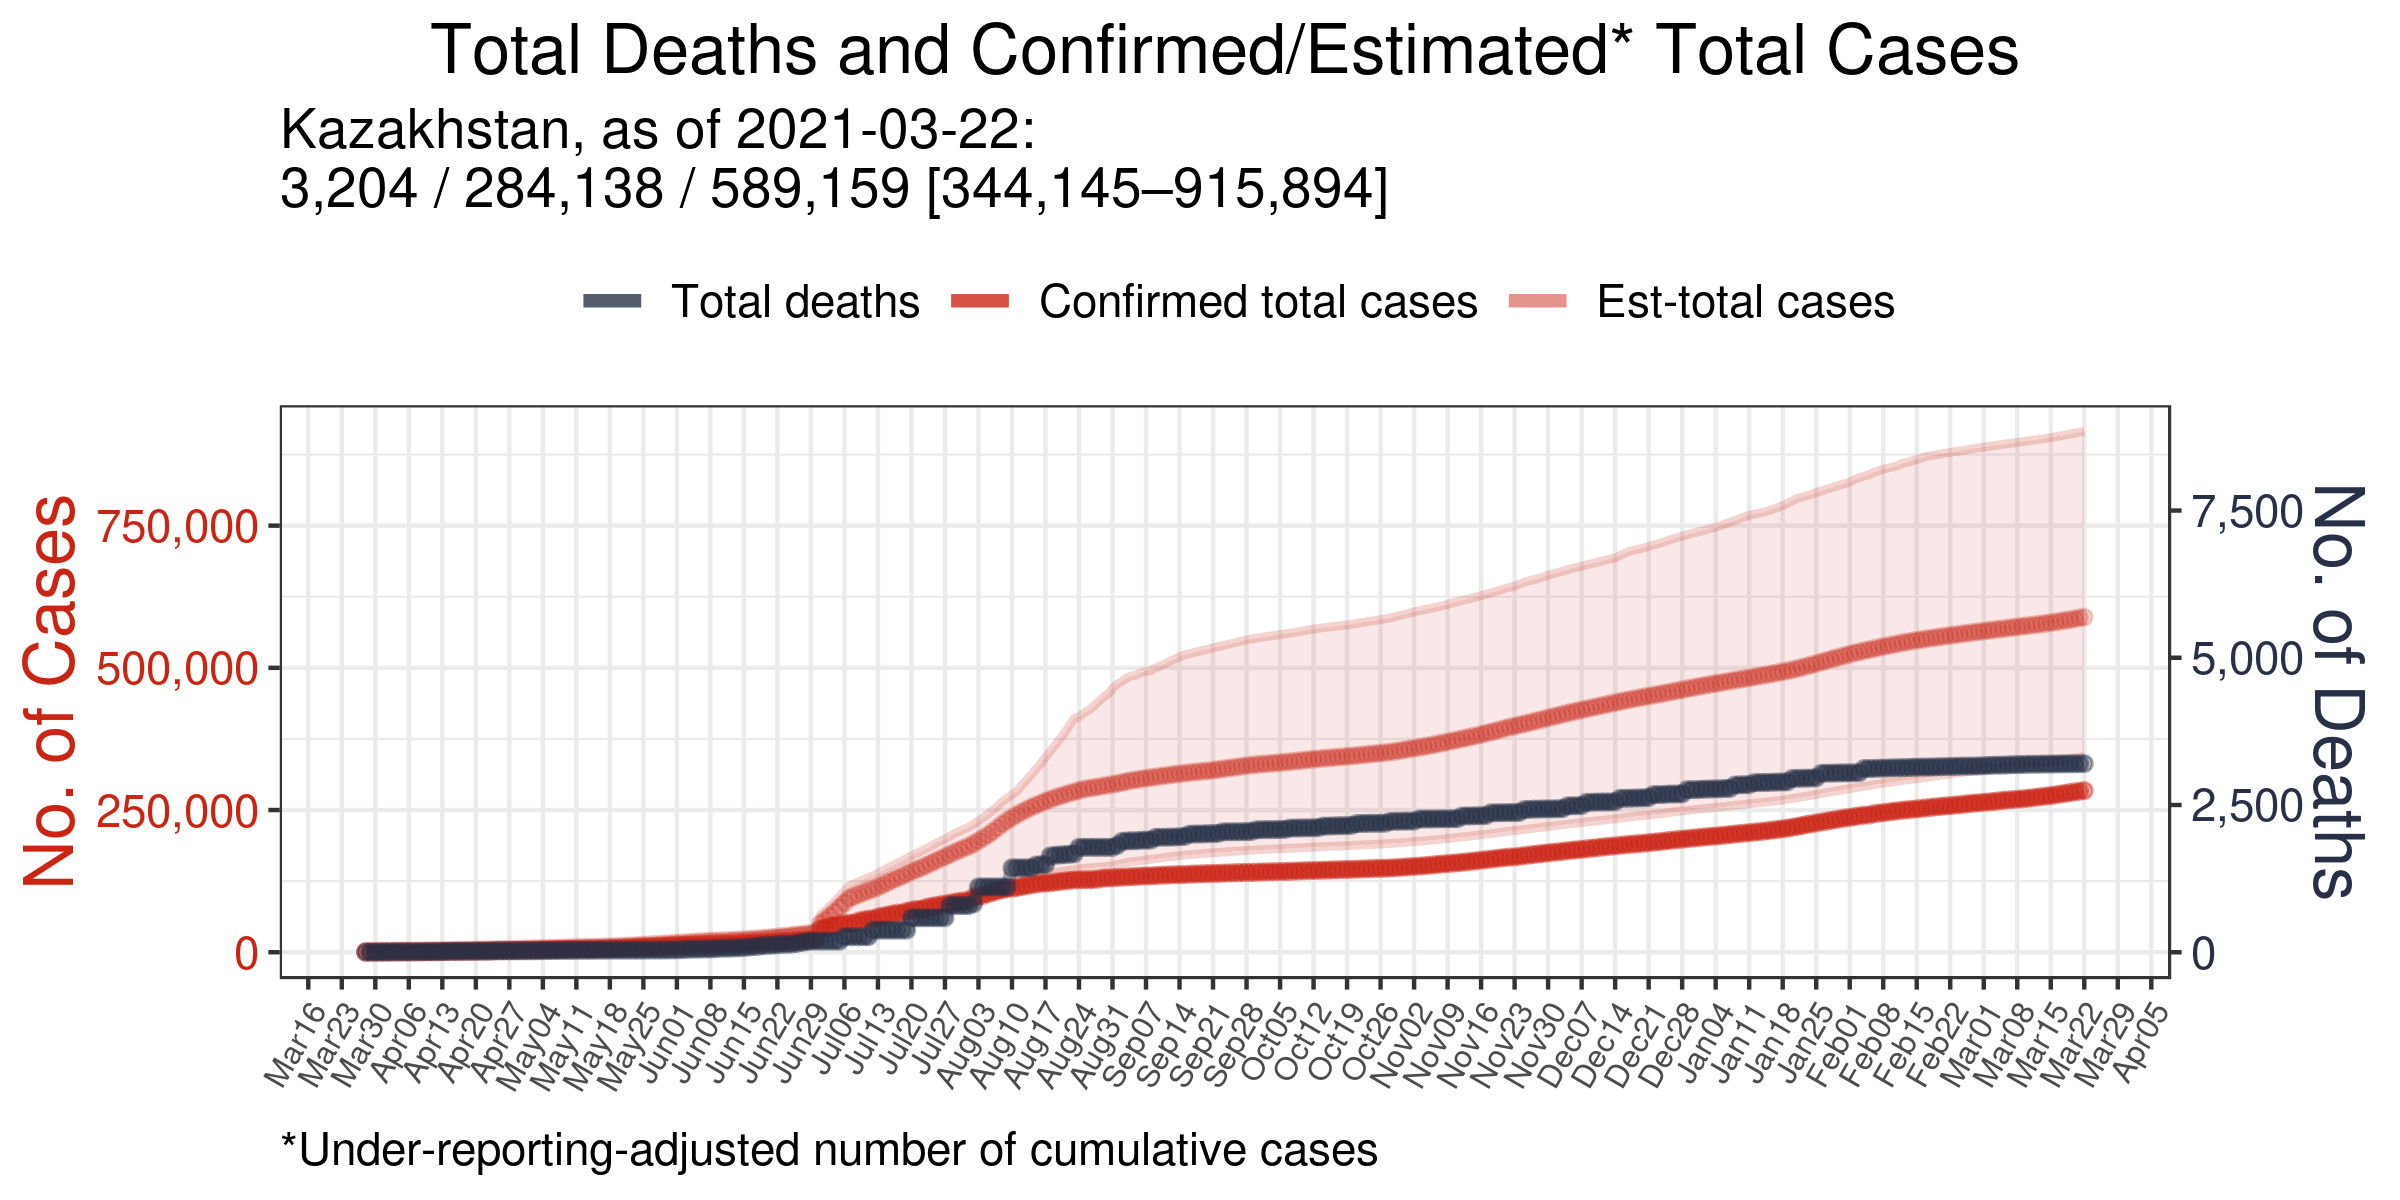 Total Deaths and Confirmed/Estimated* Total Cases
Kazakhstan, as of 2021-03-22:
3,204 / 284,138 / 589,159 [344,145–915,894]
Total deaths
Confirmed total cases
Est-total cases
No. of Cases
750,000
500,000
250,000
0
7,500
5,000
2,500
0
No. of Deaths
Mar16
Mar23
Mar30
Apr06
Apr13
Apr20
Apr27
May04
May11
May18
May25
Jun01
Jun08
Jun15
Jun22
Jun29
Jul06
Jul13
Jul20
Jul27
Aug03
Aug10
Aug17
Aug24
Aug31
Sep07
Sep14
Sep21
Sep28
Oct05
Oct12
Oct19
Oct26
Nov02
Nov09
Nov16
Nov23
Nov30
Dec07
Dec14
Dec21
Dec28
Jan04
Jan11
Jan18
Jan25
Feb01
Feb08
Feb15
Feb22
Mar01
Mar08
Mar15
Mar22
Mar29
Apr05
*Under-reporting-adjusted number of cumulative cases